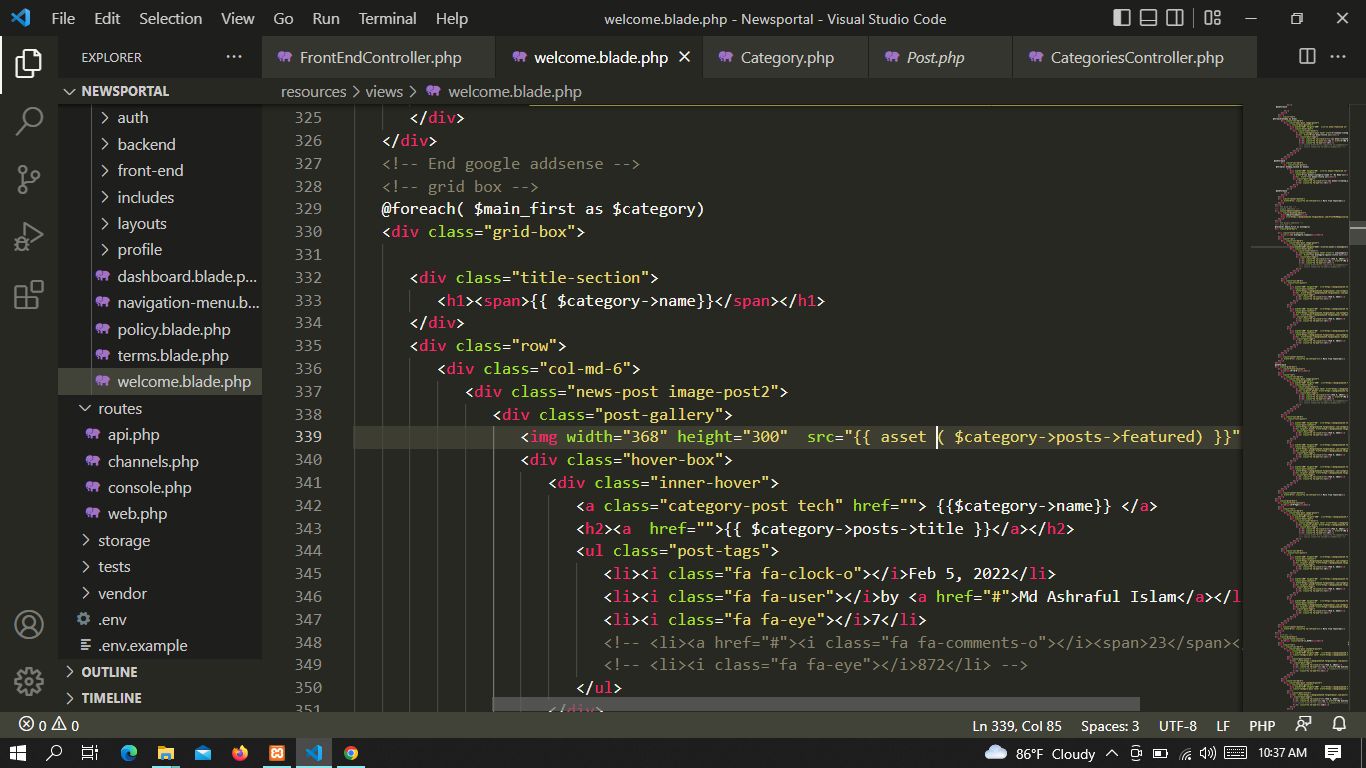 File Edit Selection View Go Run Terminal Help
welcome.blade.php - Newsportal - Visual Studio Code
EXPLORER ...
FrontEndController.php
welcome.blade.php
Category.php
Post.php
CategoriesController.php
NEWSPORTAL
resources > views > welcome.blade.php
auth
backend
front-end
includes
layouts
profile
dashboard.blade.p...
navigation-menu.b...
policy.blade.php
terms.blade.php
welcome.blade.php
routes
api.php
channels.php
console.php
web.php
storage
tests
vendor
.env
.env.example
OUTLINE
TIMELINE
325 </div>
326 </div>
327 <!-- End google addsense -->
328 <!-- grid box -->
329 @foreach( $main_first as $category)
330 <div class="grid-box">
331
332 <div class="title-section">
333 <h1><span>{{ $category->name}}</span></h1>
334 </div>
335 <div class="row">
336 <div class="col-md-6">
337 <div class="news-post image-post2">
338 <div class="post-gallery">
339 <img width="368" height="300"  src="{{ asset ( $category->posts->featured) }}"
340 <div class="hover-box">
341 <div class="inner-hover">
342 <a class="category-post tech" href=""> {{$category->name}} </a>
343 <h2><a  href="">{{ $category->posts->title }}</a></h2>
344 <ul class="post-tags">
345 <li><i class="fa fa-clock-o"></i>Feb 5, 2022</li>
346 <li><i class="fa fa-user"></i>by <a href="#">Md Ashraful Islam</a></l
347 <li><i class="fa fa-eye"></i>7</li>
348 <!-- <li><a href="#"><i class="fa fa-comments-o"></i><span>23</span><
349 <!-- <li><i class="fa fa-eye"></i>872</li> -->
350 </ul>
351 </div>
0 0
Ln 339, Col 85 Spaces: 3 UTF-8 LF PHP
86°F Cloudy 10:37 AM